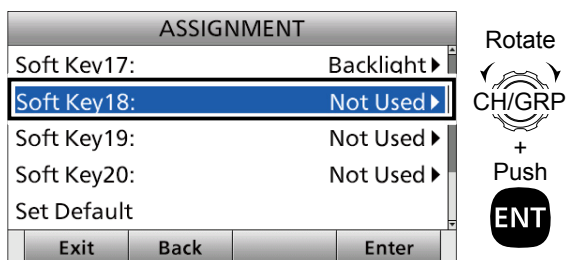 ASSIGNMENT
Soft Key17: Backlight
Soft Key18: Not Used
Soft Key19: Not Used
Soft Key20: Not Used
Set Default
Exit Back Enter
Rotate
CH/GRP
+
Push
ENT